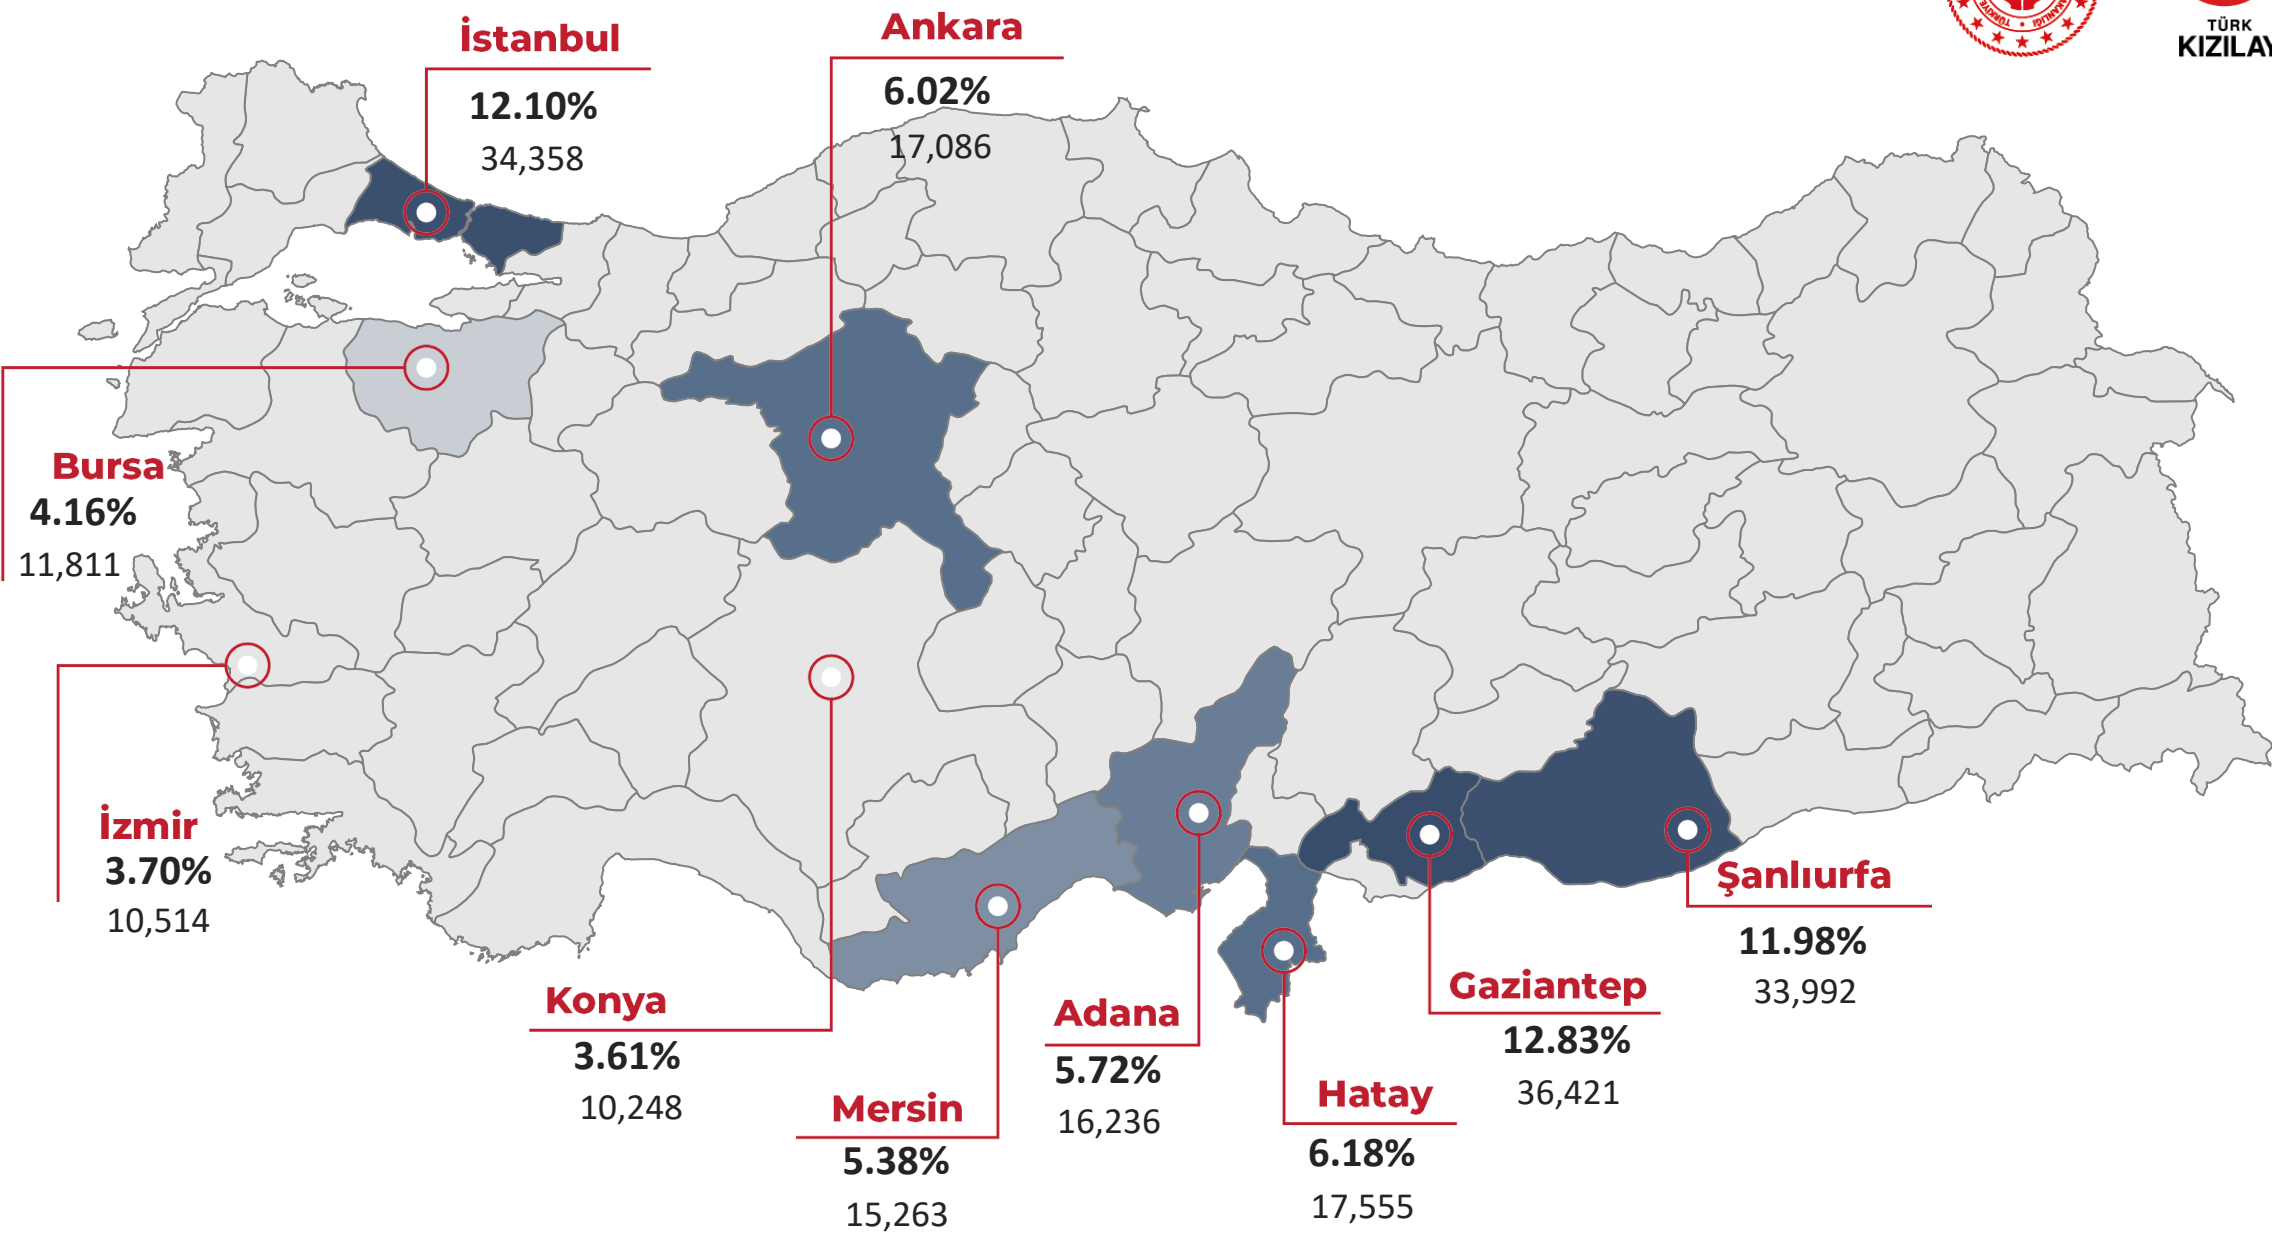 İstanbul
12.10%
34,358
Ankara
6.02%
17,086
TÜRK
KIZILAY
Bursa
4.16%
11,811
İzmir
3.70%
10,514
Konya
3.61%
10,248
Mersin
5.38%
15,263
Adana
5.72%
16,236
Hatay
6.18%
17,555
Gaziantep
12.83%
36,421
Şanlıurfa
11.98%
33,992